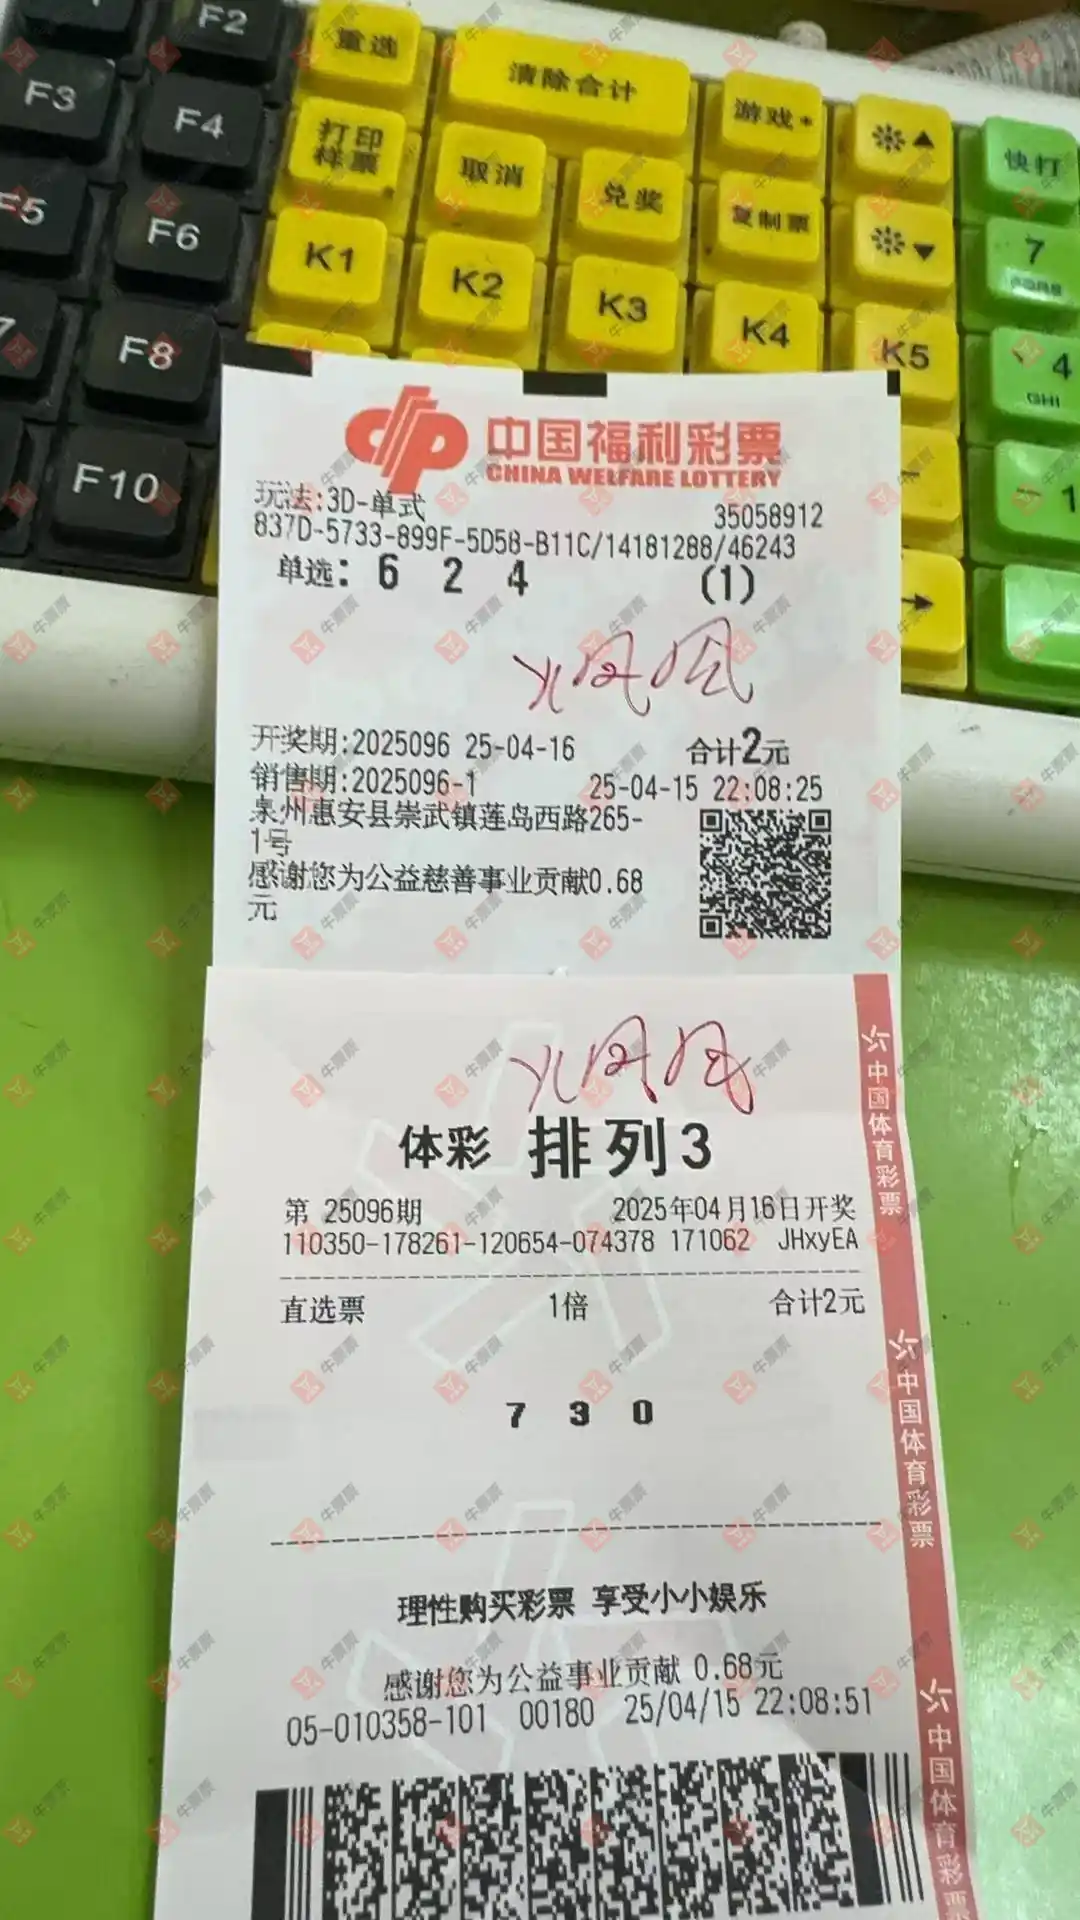 F2
重选
清除合计
游戏*
F3
F4
打印
样票
取消
兑奖
复制票
快打
F5
F6
K1
K2
K3
K4
K5
7
PQRS
4
GHI
1
7
F8
F10
中国福利彩票
CHINA WELFARE LOTTERY
玩法:3D-单式
35058912
837D-5733-899F-5D58-B11C/14181288/46243
单选: 6 2 4 (1)
开奖期:2025096 25-04-16 合计2元
销售期:2025096-1 25-04-15 22:08:25
泉州惠安县崇武镇莲岛西路265-
1号
感谢您为公益慈善事业贡献0.68
元
体彩 排列3
第 25096期 2025年04月16日开奖
110350-178261-120654-074378 171062 JHxyEA
直选票 1倍 合计2元
7 3 0
理性购买彩票 享受小小娱乐
感谢您为公益事业贡献 0.68元
05-010358-101 00180 25/04/15 22:08:51
中国体育彩票
中国体育彩票
中国体育彩票
牛票票